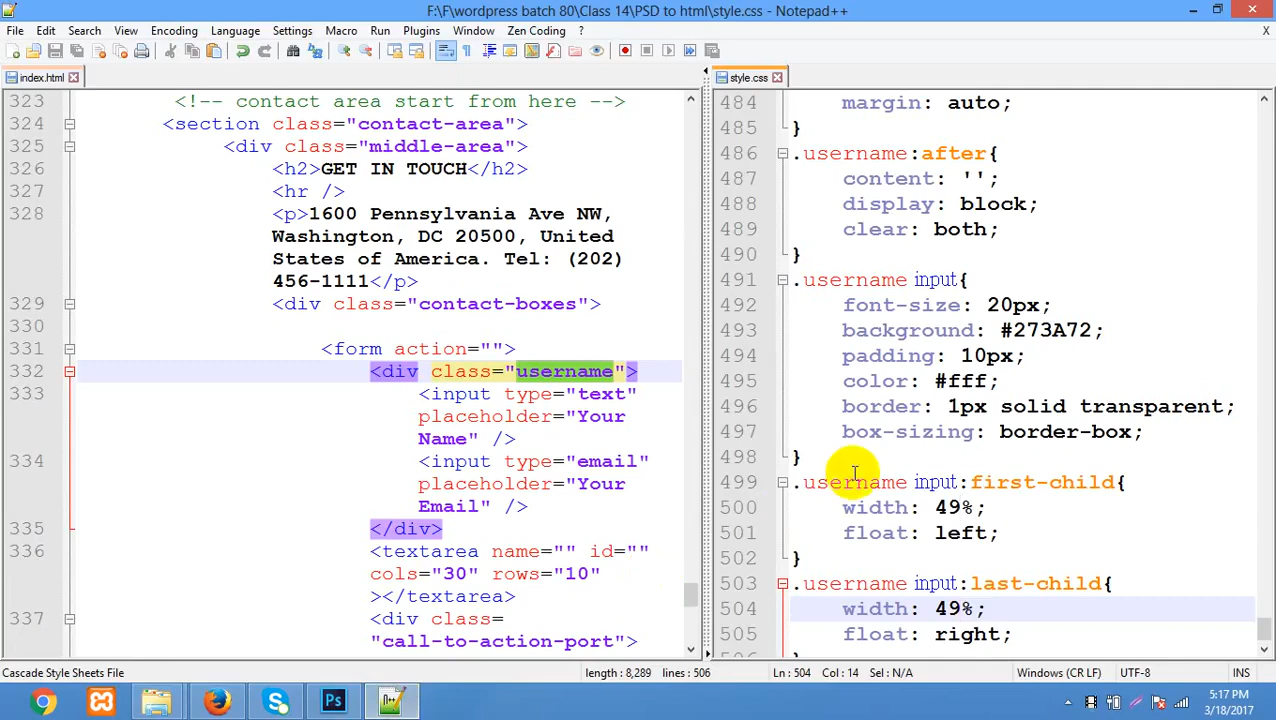 F:\F\wordpress batch 80\Class 14\PSD to html\style.css - Notepad++
File Edit Search View Encoding Language Settings Macro Run Plugins Window Zen Coding ? X
index.html
323 <!-- contact area start from here -->
324 <section class="contact-area">
325 <div class="middle-area">
326 <h2>GET IN TOUCH</h2>
327 <hr />
328 <p>1600 Pennsylvania Ave NW,
Washington, DC 20500, United
States of America. Tel: (202)
456-1111</p>
329 <div class="contact-boxes">
330
331 <form action="">
332 <div class="username">
333 <input type="text"
placeholder="Your
Name" />
334 <input type="email"
placeholder="Your
Email" />
335 </div>
336 <textarea name="" id=""
cols="30" rows="10"
></textarea>
337 <div class=
"call-to-action-port">
style.css
484 margin: auto;
485 }
486 .username:after{
487 content: '';
488 display: block;
489 clear: both;
490 }
491 .username input{
492 font-size: 20px;
493 background: #273A72;
494 padding: 10px;
495 color: #fff;
496 border: 1px solid transparent;
497 box-sizing: border-box;
498 }
499 .username input:first-child{
500 width: 49%;
501 float: left;
502 }
503 .username input:last-child{
504 width: 49%;
505 float: right;
506 }
Cascade Style Sheets File length : 8,289 lines : 506 Ln : 504 Col : 14 Sel : N/A Windows (CR LF) UTF-8 INS
Ps
5:17 PM
3/18/2017